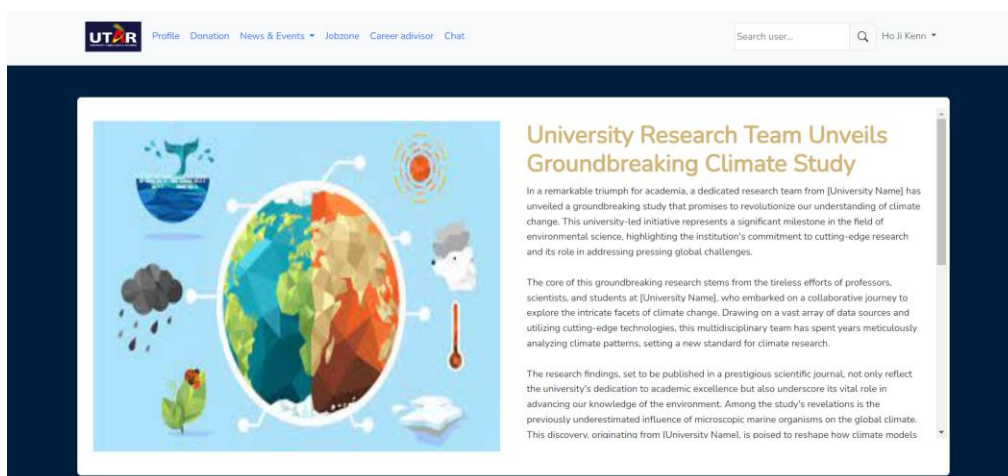 UTAR
Profile Donation News & Events Jobzone Career adivisor Chat Search user... Ho Ji Kenn
University Research Team Unveils
Groundbreaking Climate Study
In a remarkable triumph for academia, a dedicated research team from [University Name] has
unveiled a groundbreaking study that promises to revolutionize our understanding of climate
change. This university-led initiative represents a significant milestone in the field of
environmental science, highlighting the institution's commitment to cutting-edge research
and its role in addressing pressing global challenges.
The core of this groundbreaking research stems from the tireless efforts of professors,
scientists, and students at [University Name], who embarked on a collaborative journey to
explore the intricate facets of climate change. Drawing on a vast array of data sources and
utilizing cutting-edge technologies, this multidisciplinary team has spent years meticulously
analyzing climate patterns, setting a new standard for climate research.
The research findings, set to be published in a prestigious scientific journal, not only reflect
the university's dedication to academic excellence but also underscore its vital role in
advancing our knowledge of the environment. Among the study's revelations is the
previously underestimated influence of microscopic marine organisms on the global climate.
This discovery, originating from [University Name], is poised to reshape how climate models